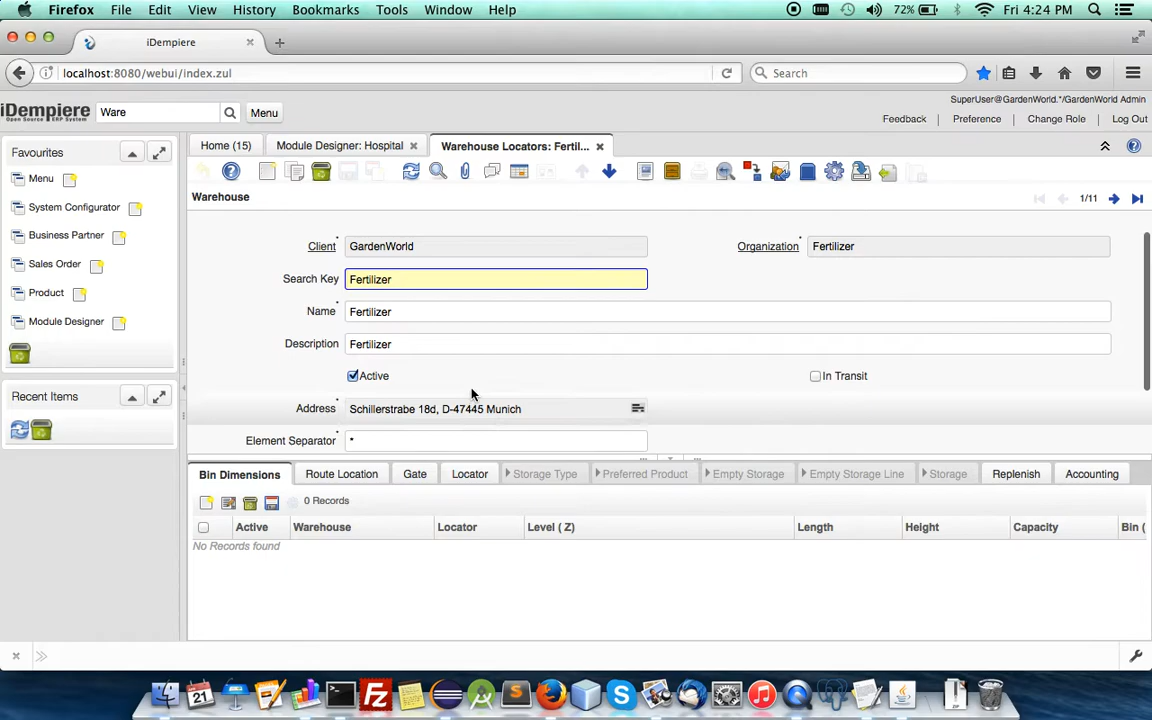 Firefox File Edit View History Bookmarks Tools Window Help 72% Fri 4:24 PM
iDempiere
localhost:8080/webui/index.zul Search
SuperUser@GardenWorld.*/GardenWorld Admin
iDempiere Ware Menu
Open Source ERP System
Feedback Preference Change Role Log Out
Favourites
Menu
System Configurator
Business Partner
Sales Order
Product
Module Designer
Recent Items
Home (15) Module Designer: Hospital Warehouse Locators: Fertil...
Warehouse 1/11
Client* GardenWorld Organization* Fertilizer
Search Key* Fertilizer
Name* Fertilizer
Description Fertilizer
Active In Transit
Address* Schillerstrabe 18d, D-47445 Munich
Element Separator* *
Bin Dimensions Route Location Gate Locator Storage Type Preferred Product Empty Storage Empty Storage Line Storage Replenish Accounting
0 Records
Active Warehouse Locator Level ( Z) Length Height Capacity Bin (
No Records found